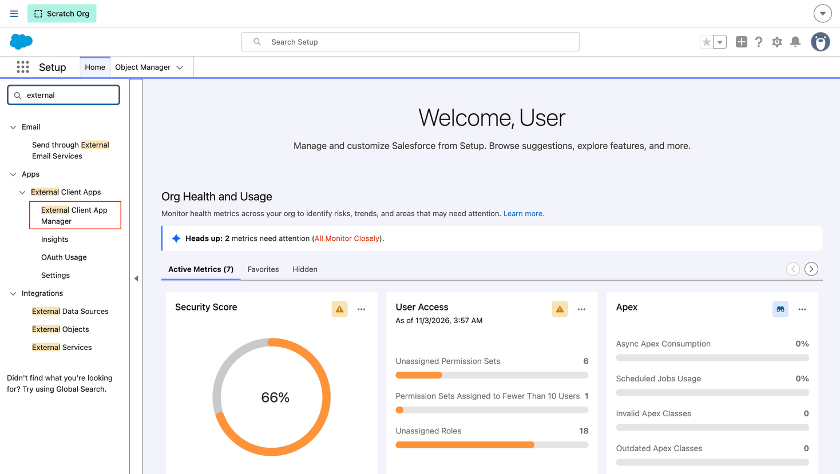 Scratch Org
Search Setup
Setup
Home
Object Manager
external
Email
Send through External
Email Services
Apps
External Client Apps
External Client App
Manager
Insights
OAuth Usage
Settings
Integrations
External Data Sources
External Objects
External Services
Didn't find what you're looking
for? Try using Global Search.
Welcome, User
Manage and customize Salesforce from Setup. Browse suggestions, explore features, and more.
Org Health and Usage
Monitor health metrics across your org to identify risks, trends, and areas that may need attention. Learn more.
Heads up: 2 metrics need attention (All Monitor Closely).
Active Metrics (7)
Favorites
Hidden
Security Score
66%
User Access
As of 11/3/2026, 3:57 AM
Unassigned Permission Sets 6
Permission Sets Assigned to Fewer Than 10 Users 1
Unassigned Roles 18
Apex
Async Apex Consumption 0%
Scheduled Jobs Usage 0%
Invalid Apex Classes 0
Outdated Apex Classes 0